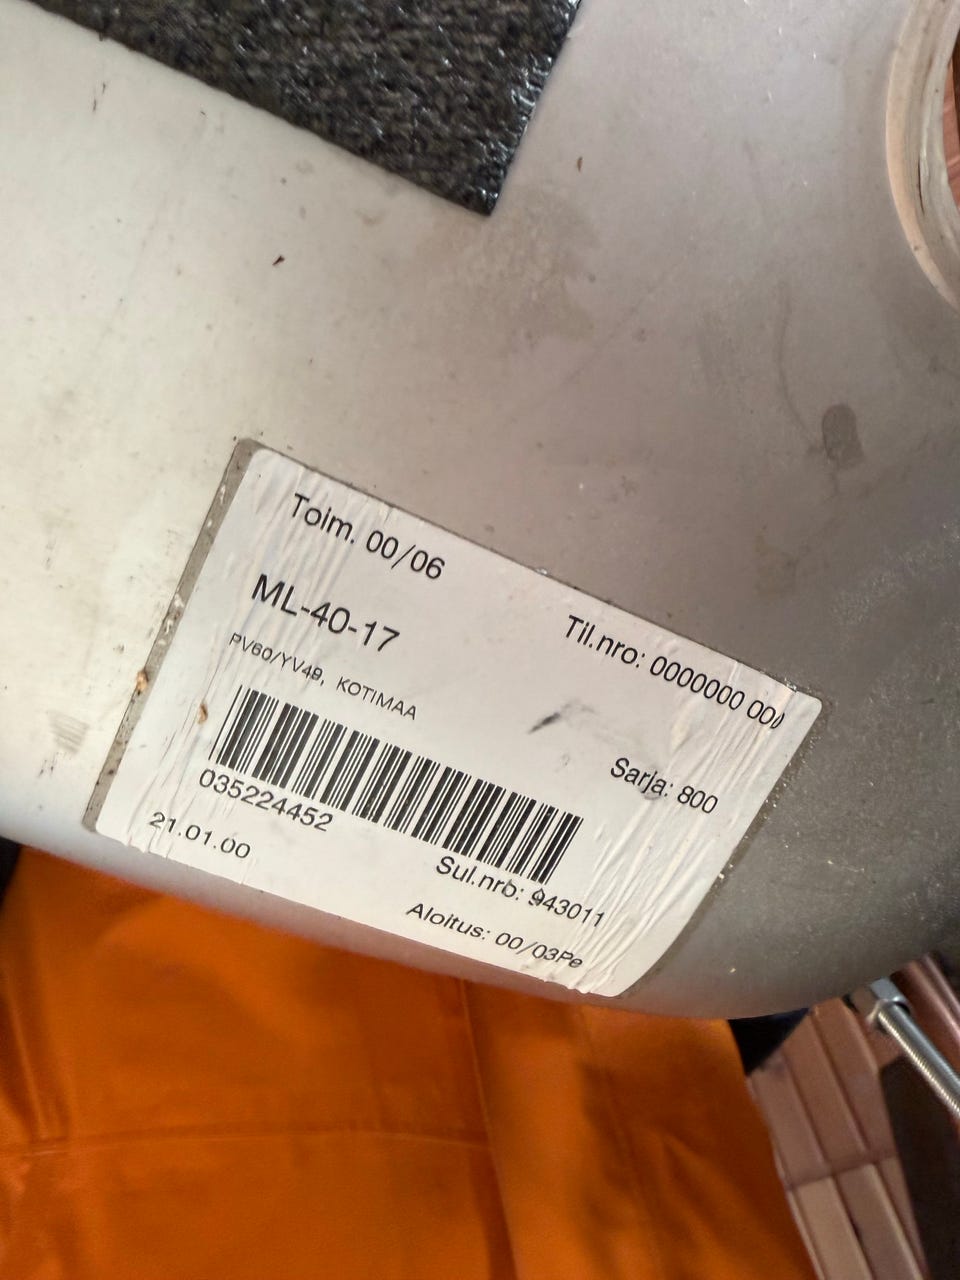 Toim. 00/06
ML-40-17
Til.nro: 0000000 000
PV60/YV49, KOTIMAA
Sarja: 800
035224452
21.01.00
Sul.nro: 943011
Aloitus: 00/03Pe